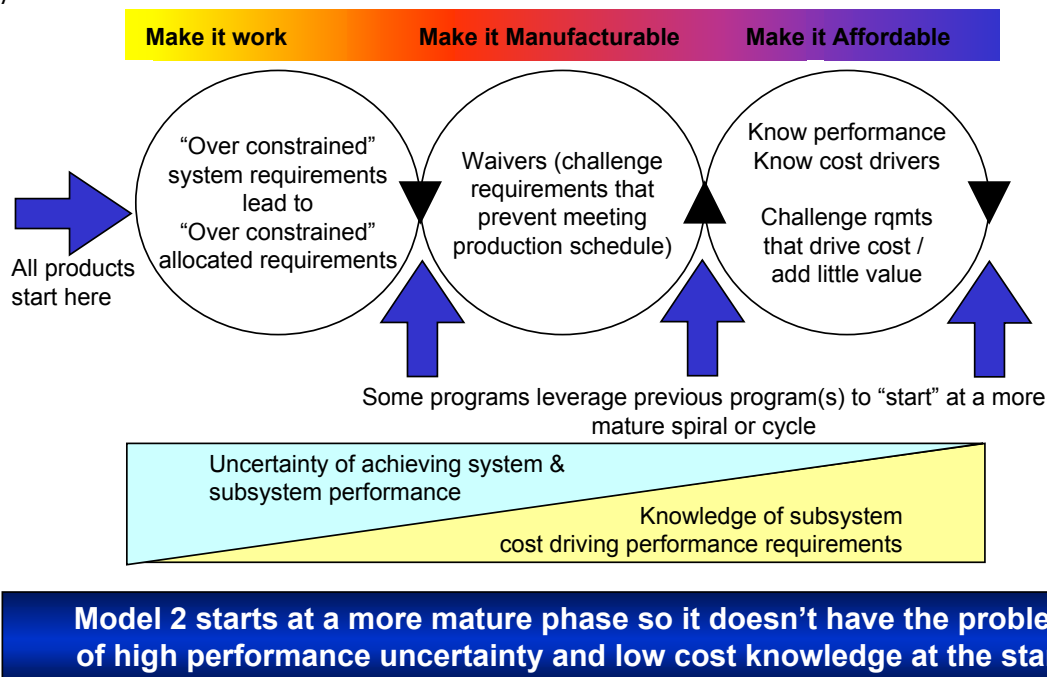 Make it work
Make it Manufacturable
Make it Affordable
“Over constrained”
system requirements
lead to
“Over constrained”
allocated requirements
Waivers (challenge
requirements that
prevent meeting
production schedule)
Know performance
Know cost drivers
Challenge rqmts
that drive cost /
add little value
All products
start here
Some programs leverage previous program(s) to “start” at a more
mature spiral or cycle
Uncertainty of achieving system &
subsystem performance
Knowledge of subsystem
cost driving performance requirements
Model 2 starts at a more mature phase so it doesn’t have the proble
of high performance uncertainty and low cost knowledge at the sta